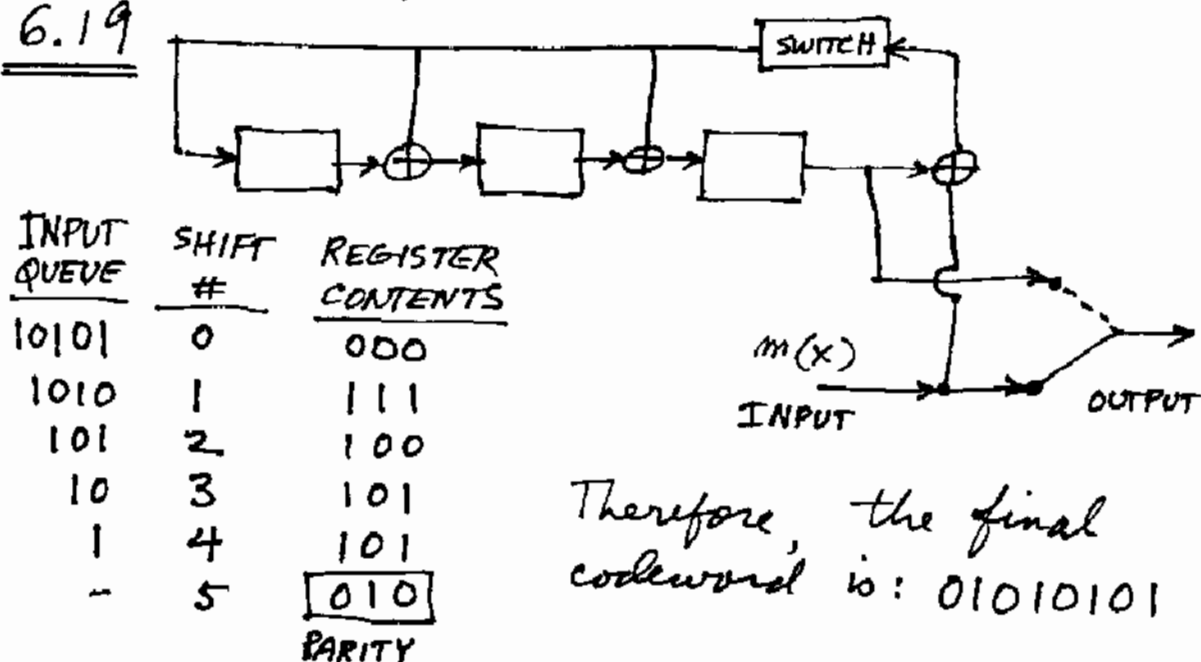 6.19
SWITCH
INPUT QUEUE SHIFT # REGISTER CONTENTS
10101 0 000
1010 1 111
101 2 100
10 3 101
1 4 101
- 5 010
PARITY
m(x)
INPUT
OUTPUT
Therefore, the final
codeword is: 01010101